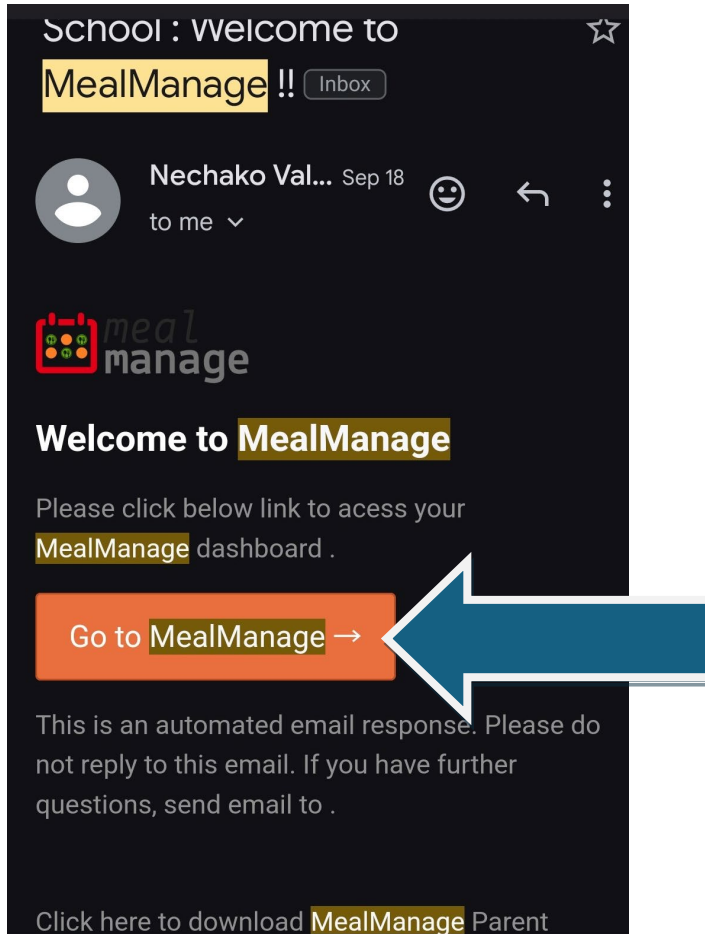 School : Welcome to
MealManage !! Inbox
Nechako Val... Sep 18
to me
meal
manage
Welcome to MealManage
Please click below link to acess your
MealManage dashboard .
Go to MealManage →
This is an automated email response. Please do
not reply to this email. If you have further
questions, send email to .
Click here to download MealManage Parent